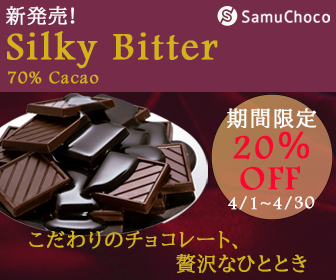 新発売!
SamuChoco
Silky Bitter
70% Cacao
期間限定
20%
OFF
4/1~4/30
こだわりのチョコレート、
贅沢なひととき